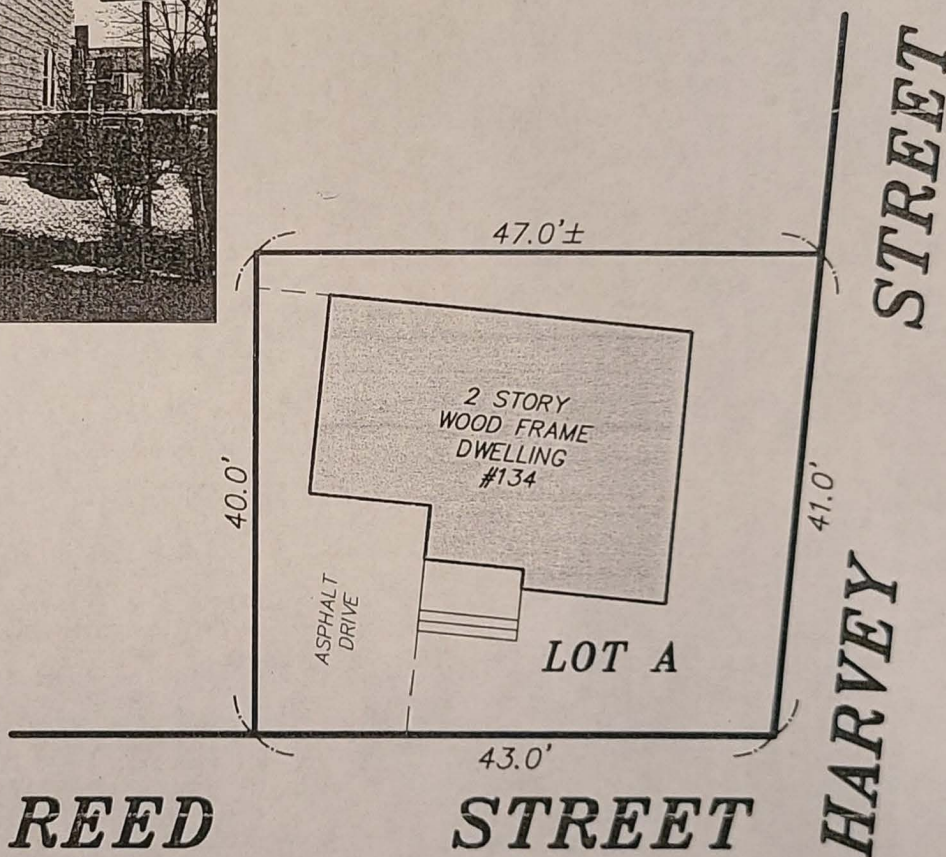 47.0'±
STREET
2 STORY
WOOD FRAME
DWELLING
#134
40.0'
41.0'
ASPHALT
DRIVE
LOT A
HARVEY
43.0'
REED STREET